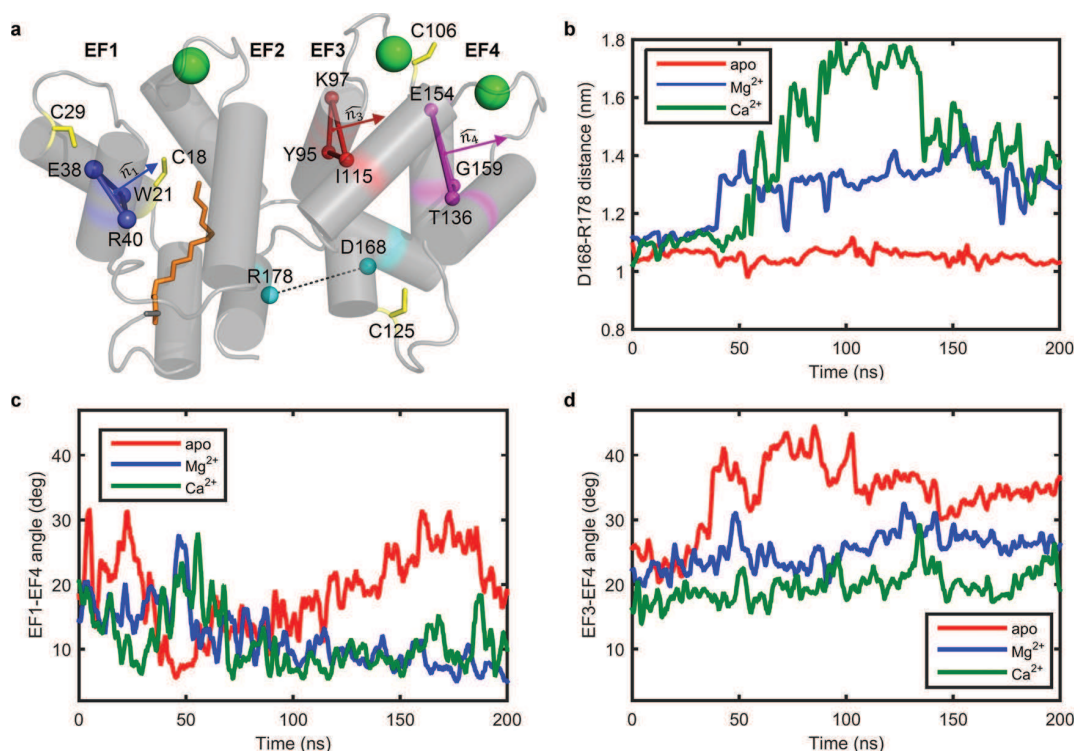 a
EF1
EF2
EF3
EF4
C106
K97
E154
C29
n̂₃
n̂₄
C18
E38
n̂₁
Y95
G159
W21
I115
T136
R40
D168
R178
C125
b
1.8
1.6
1.4
1.2
1
0.8
D168-R178 distance (nm)
apo
Mg²⁺
Ca²⁺
0
50
100
150
200
Time (ns)
c
40
30
20
10
EF1-EF4 angle (deg)
apo
Mg²⁺
Ca²⁺
0
50
100
150
200
Time (ns)
d
40
30
20
10
EF3-EF4 angle (deg)
apo
Mg²⁺
Ca²⁺
0
50
100
150
200
Time (ns)